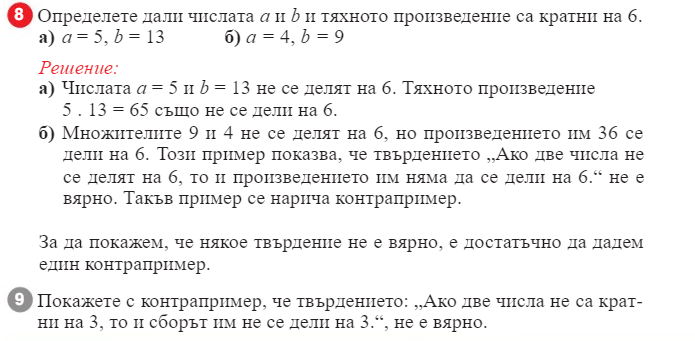 8 Определете дали числата a и b и тяхното произведение са кратни на 6.
а) a = 5, b = 13 б) a = 4, b = 9
Решение:
а) Числата a = 5 и b = 13 не се делят на 6. Тяхното произведение
5 . 13 = 65 също не се дели на 6.
б) Множителите 9 и 4 не се делят на 6, но произведението им 36 се
дели на 6. Този пример показва, че твърдението „Ако две числа не
се делят на 6, то и произведението им няма да се дели на 6.“ не е
вярно. Такъв пример се нарича контрапример.
За да покажем, че някое твърдение не е вярно, е достатъчно да дадем
един контрапример.
9 Покажете с контрапример, че твърдението: „Ако две числа не са крат-
ни на 3, то и сборът им не се дели на 3.“, не е вярно.